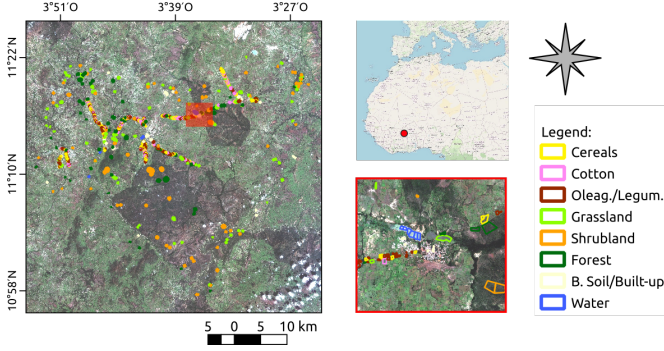 3°51′O 3°39′O 3°27′O
11°22′N
11°10′N
10°58′N
5 0 5 10 km
Legend:
Cereals
Cotton
Oleag./Legum.
Grassland
Shrubland
Forest
B. Soil/Built-up
Water